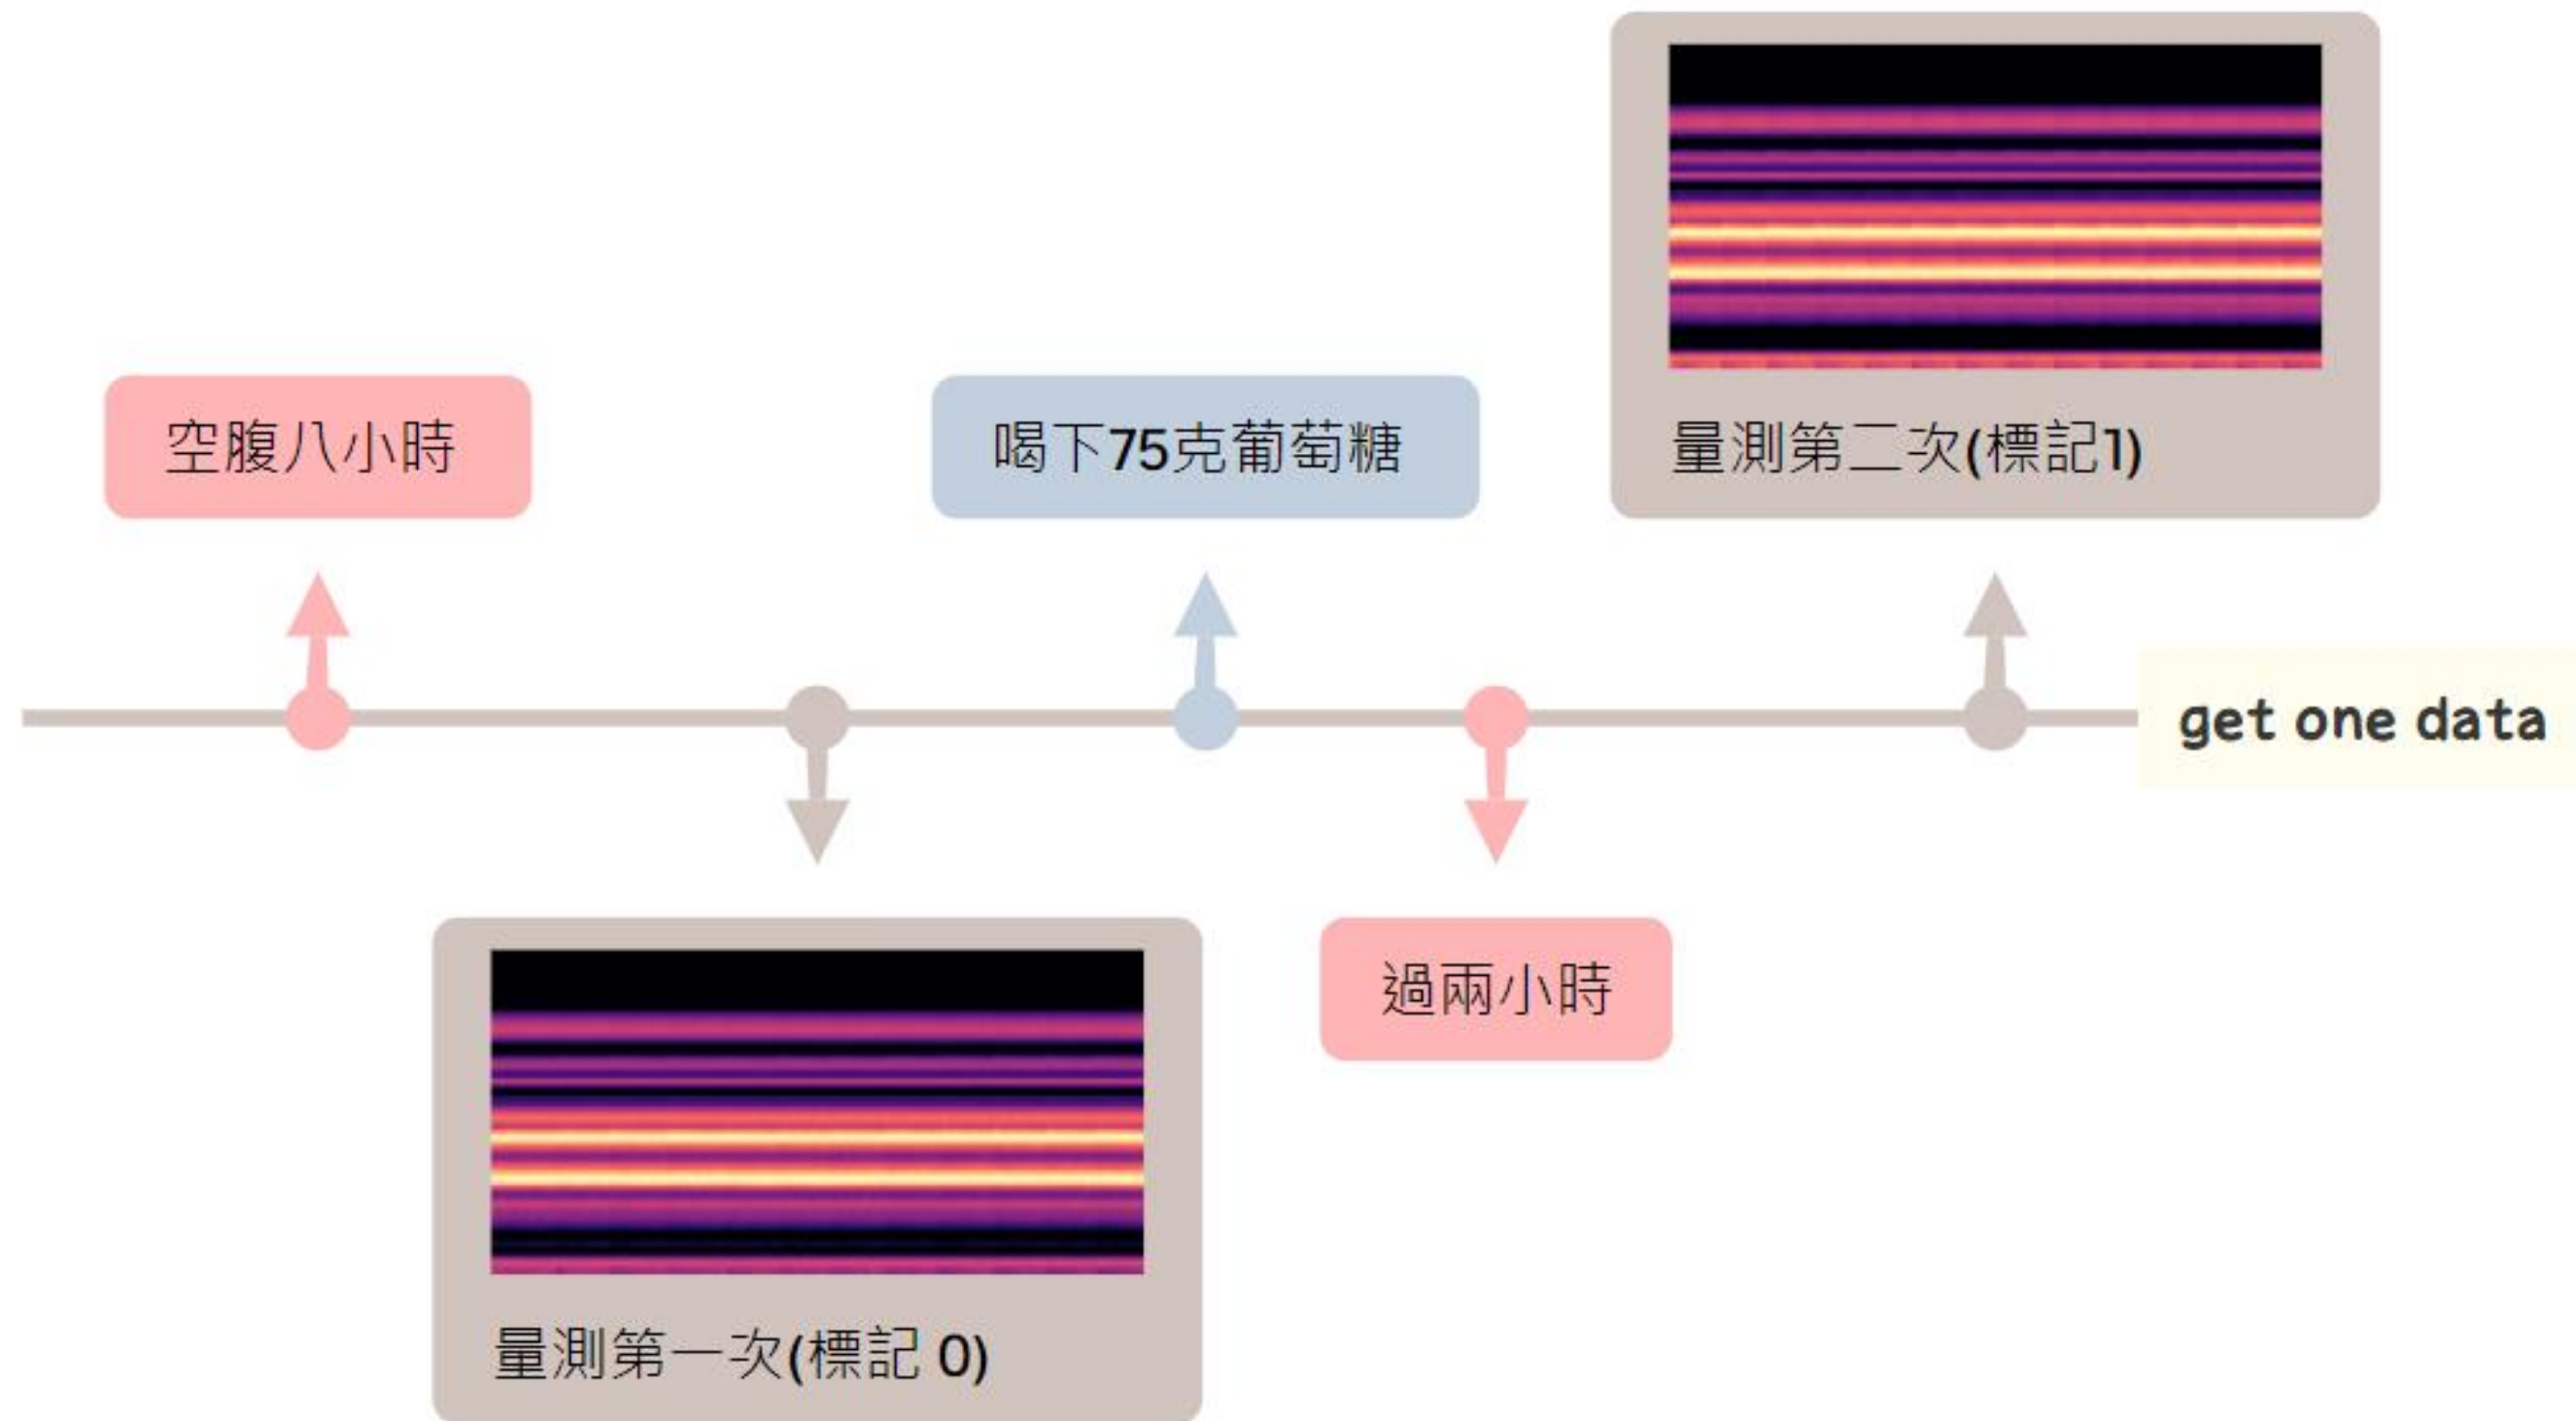 空腹八小時
量測第一次(標記 0)
喝下75克葡萄糖
過兩小時
量測第二次(標記1)
get one data